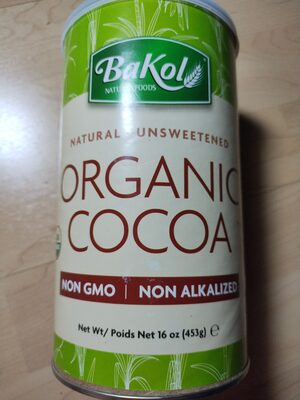 BaKol
NATURAL FOODS
NATURAL UNSWEETENED
ORGANIC
COCOA
NON GMO | NON ALKALIZED
Net Wt/ Poids Net 16 oz (453g) ℮